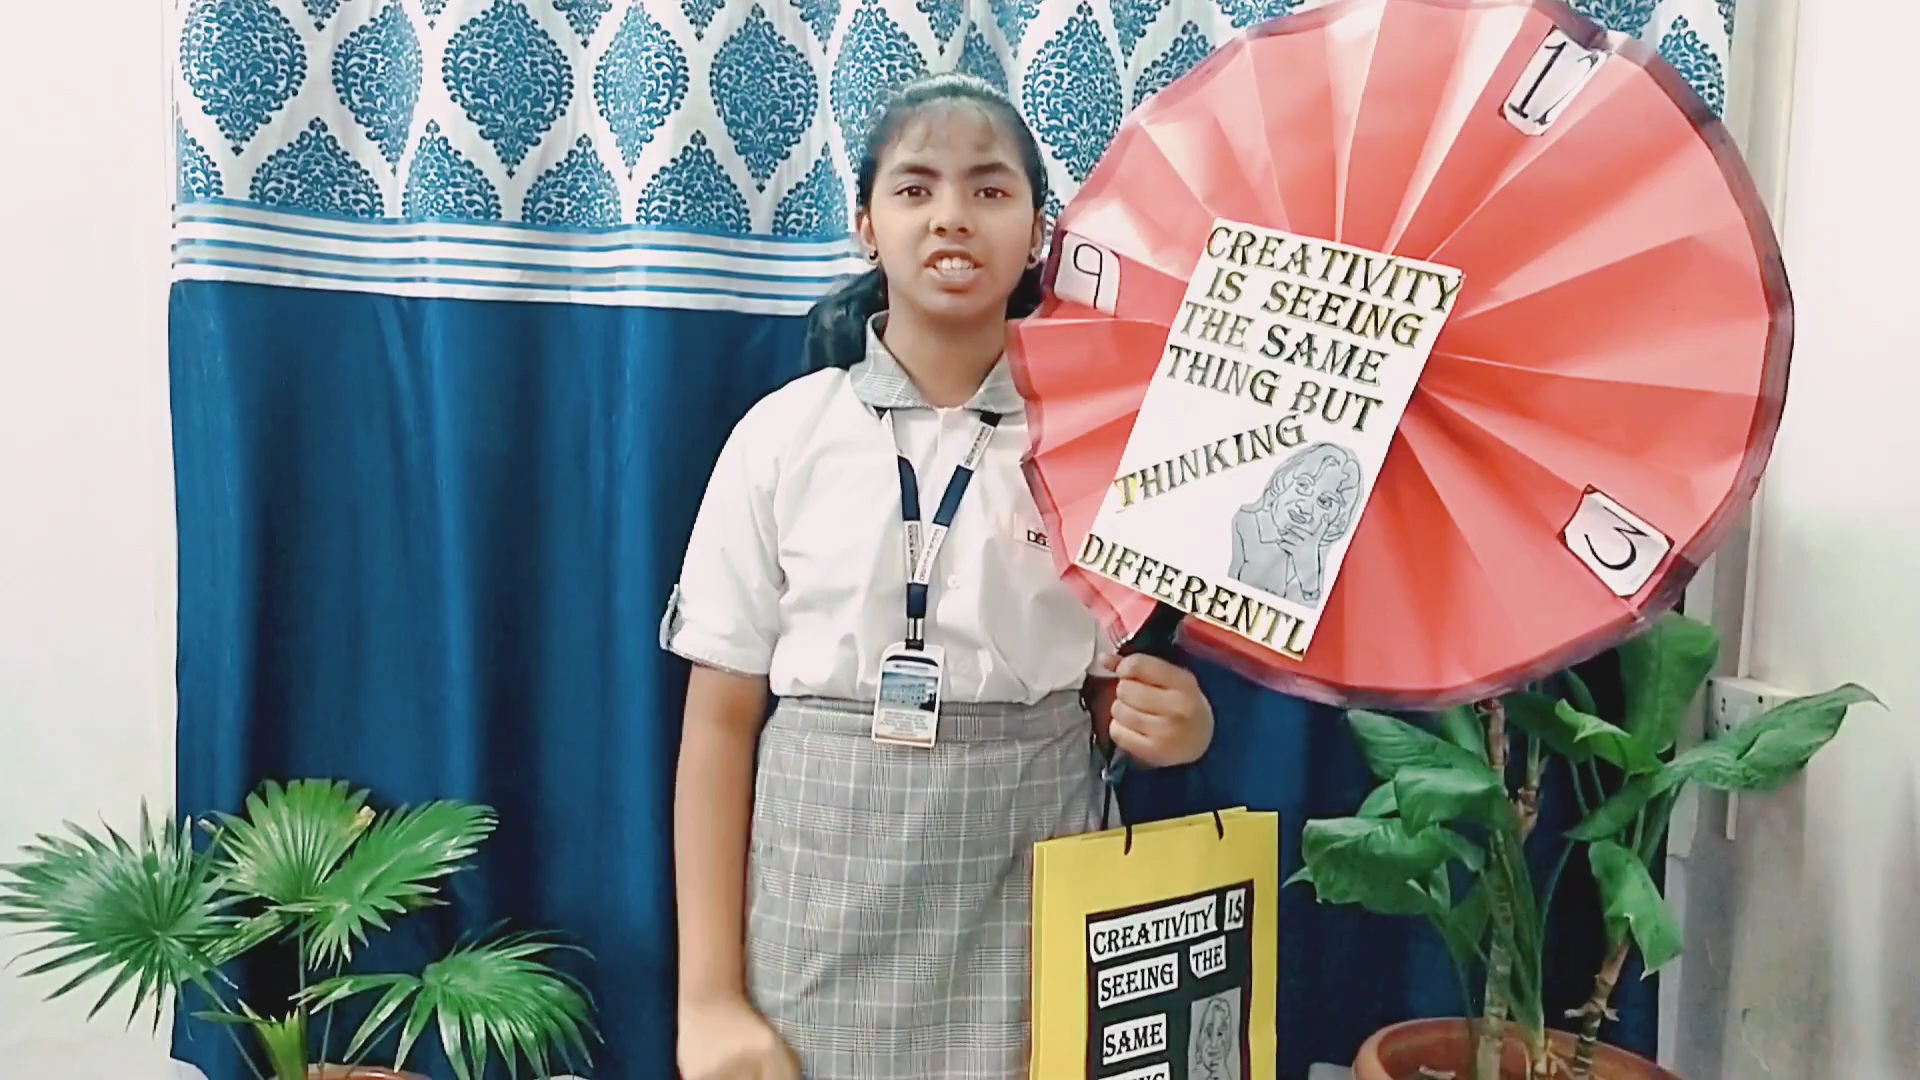 12
9
3
CREATIVITY
IS SEEING
THE SAME
THING BUT
THINKING
DIFFERENTL
CREATIVITY IS
SEEING THE
SAME